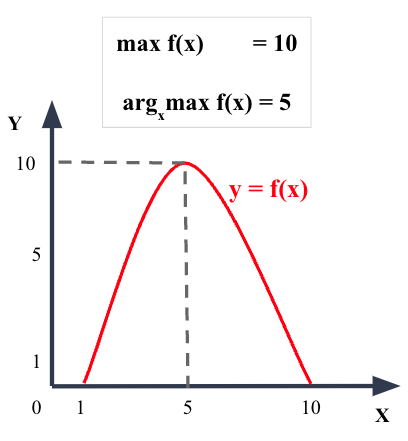 max f(x) = 10
argₓmax f(x) = 5
Y
10
y = f(x)
5
1
0 1 5 10
X